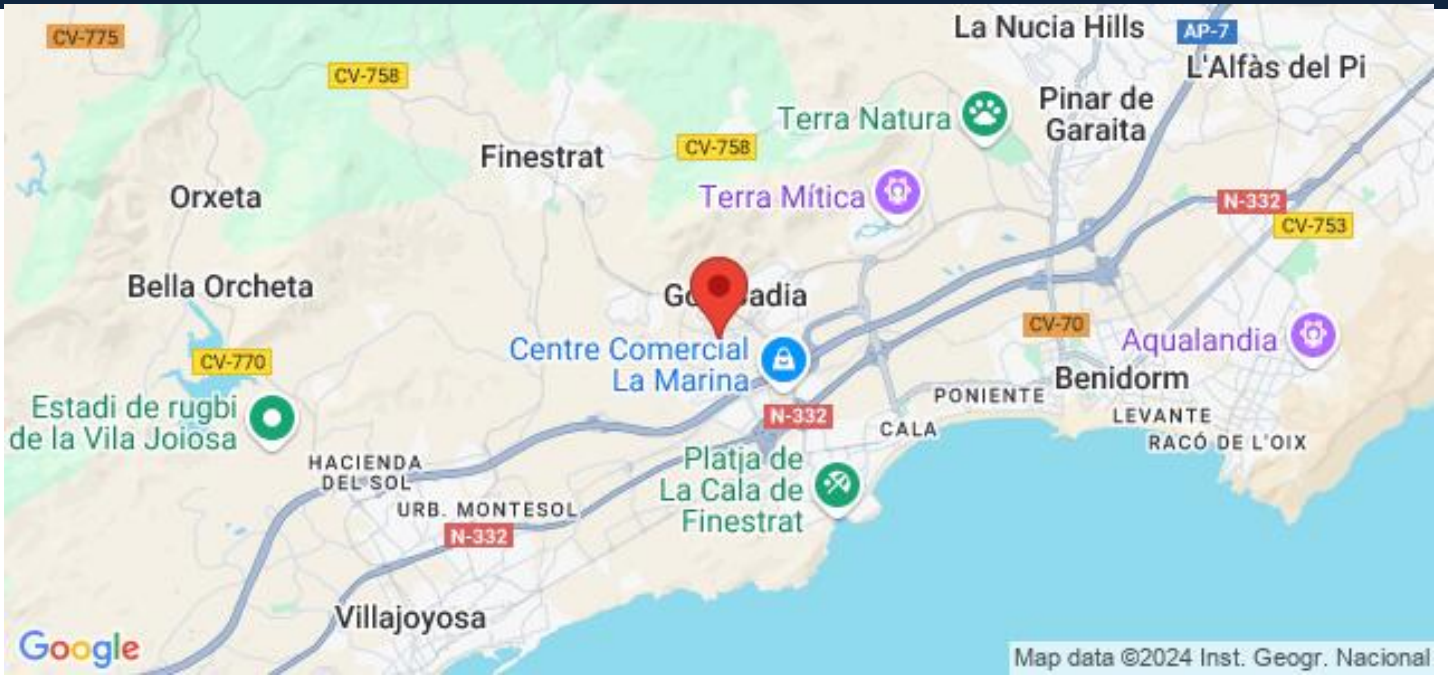 La Nucia Hills
CV-775
AP-7
L'Alfàs del Pi
CV-758
Pinar de
Garaita
Terra Natura
CV-758
Finestrat
Orxeta
Terra Mítica
N-332
CV-753
Bella Orcheta
adia
CV-70
Aqualandia
Centre Comercial
La Marina
CV-770
Benidorm
PONIENTE
Estadi de rugbi
de la Vila Joiosa
N-332
LEVANTE
CALA
RACÓ DE L'OIX
HACIENDA
DEL SOL
Platja de
La Cala de
Finestrat
URB. MONTESOL
N-332
Villajoyosa
Google
Map data ©2024 Inst. Geogr. Nacional